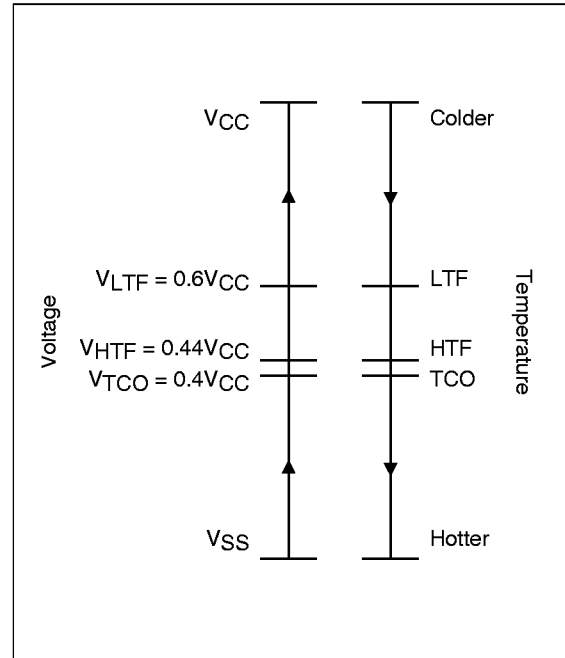 VCC
Colder
VLTF = 0.6VCC
LTF
VHTF = 0.44VCC
HTF
VTCO = 0.4VCC
TCO
Voltage
Temperature
VSS
Hotter